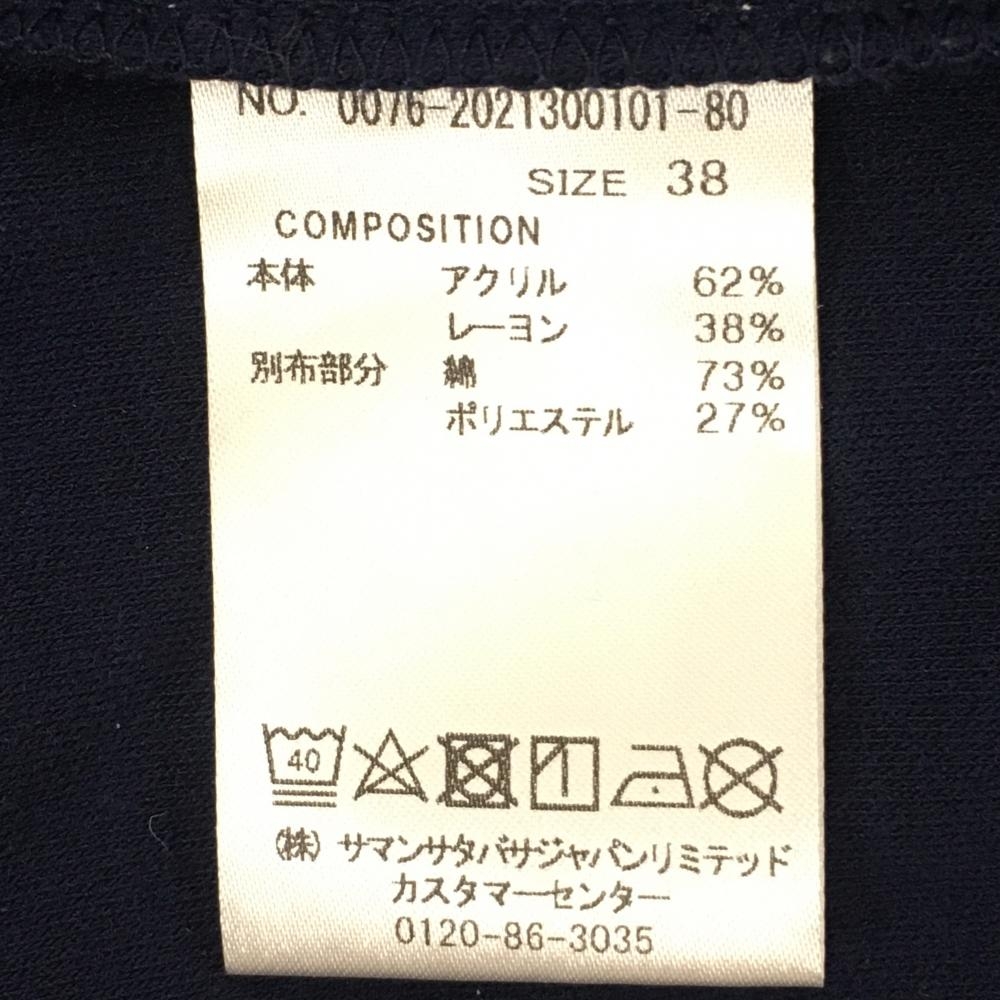 NO. 0076-2021300101-80
SIZE 38
COMPOSITION
本体 アクリル 62%
レーヨン 38%
別布部分 綿 73%
ポリエステル 27%
40
(株) サマンサタバサジャパンリミテッド
カスタマーセンター
0120-86-3035